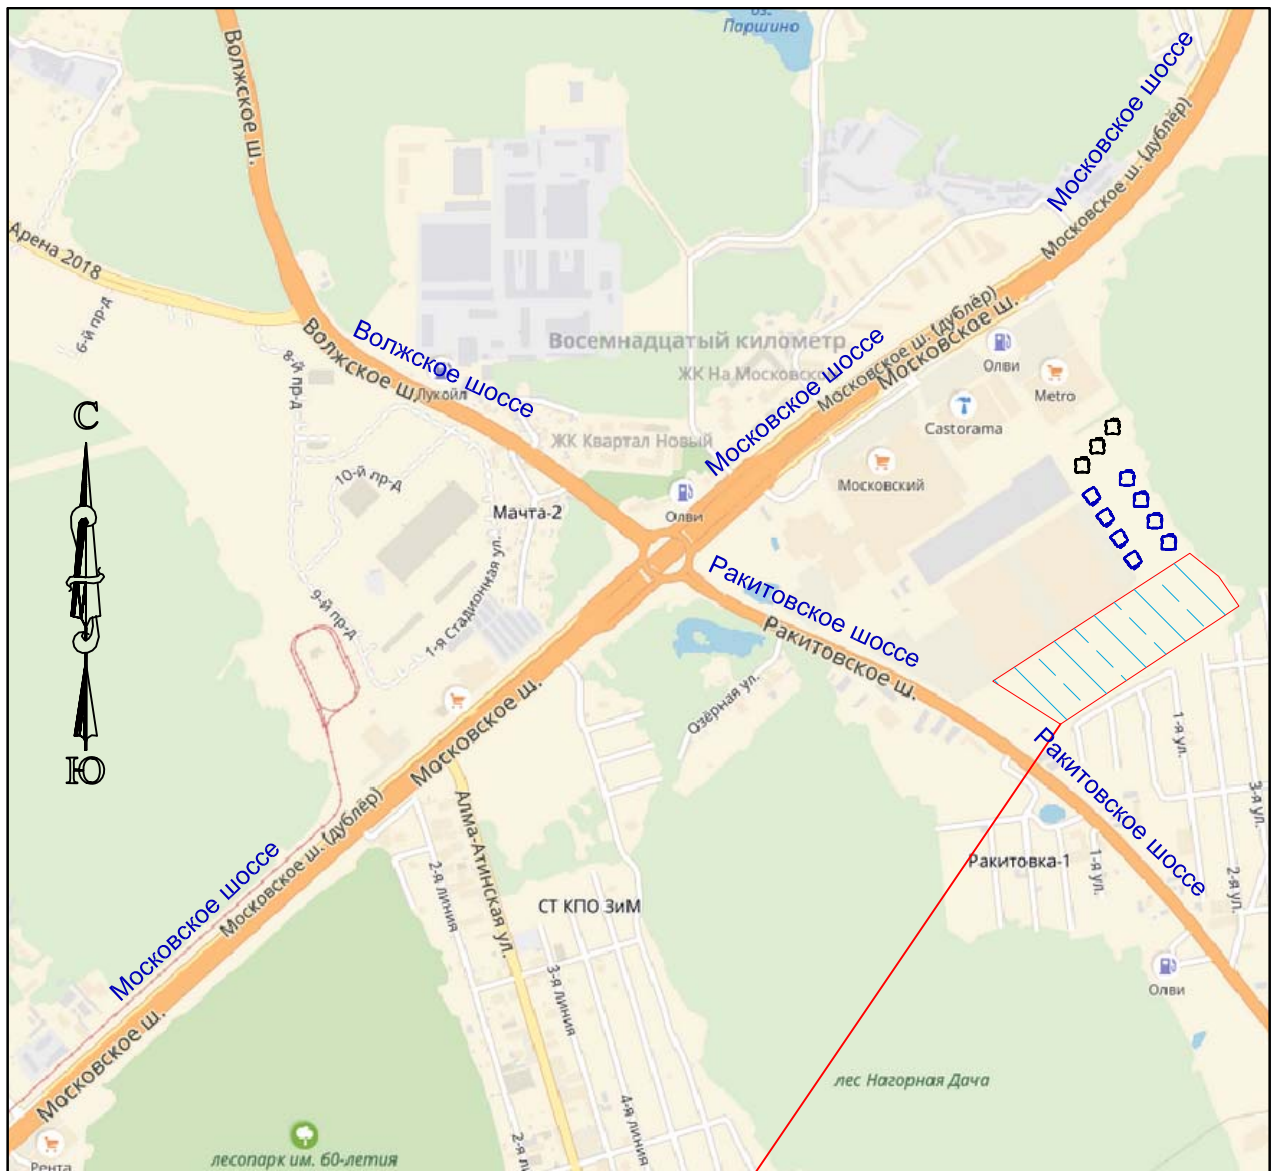 оз.
Паршино
Волжское ш.
Московское шоссе
Московское ш. (дублёр)
Арена 2018
6-й пр-д
8-й пр-д
Волжское ш.
Волжское шоссе
Лукойл
Восемнадцатый километр
ЖК На Московском
Московское ш. (дублёр)
Московское ш.
Московское шоссе
Олви
Metro
Castorama
Московский
ЖК Квартал Новый
10-й пр-д
Мачта-2
Олви
С
Ю
9-й пр-д
1-я Стадионная ул.
Ракитовское шоссе
Ракитовское ш.
Озёрная ул.
Московское ш.
Московское ш. (дублёр)
Московское шоссе
Московское ш.
Алма-Атинская ул.
2-я линия
СТ КПО ЗиМ
3-я линия
4-я линия
2-я ли
Ракитовское шоссе
1-я ул.
3-я ул.
2-я ул.
1-я ул.
Ракитовка-1
Олви
лес Нагорная Дача
лесопарк им. 60-летия
Рента